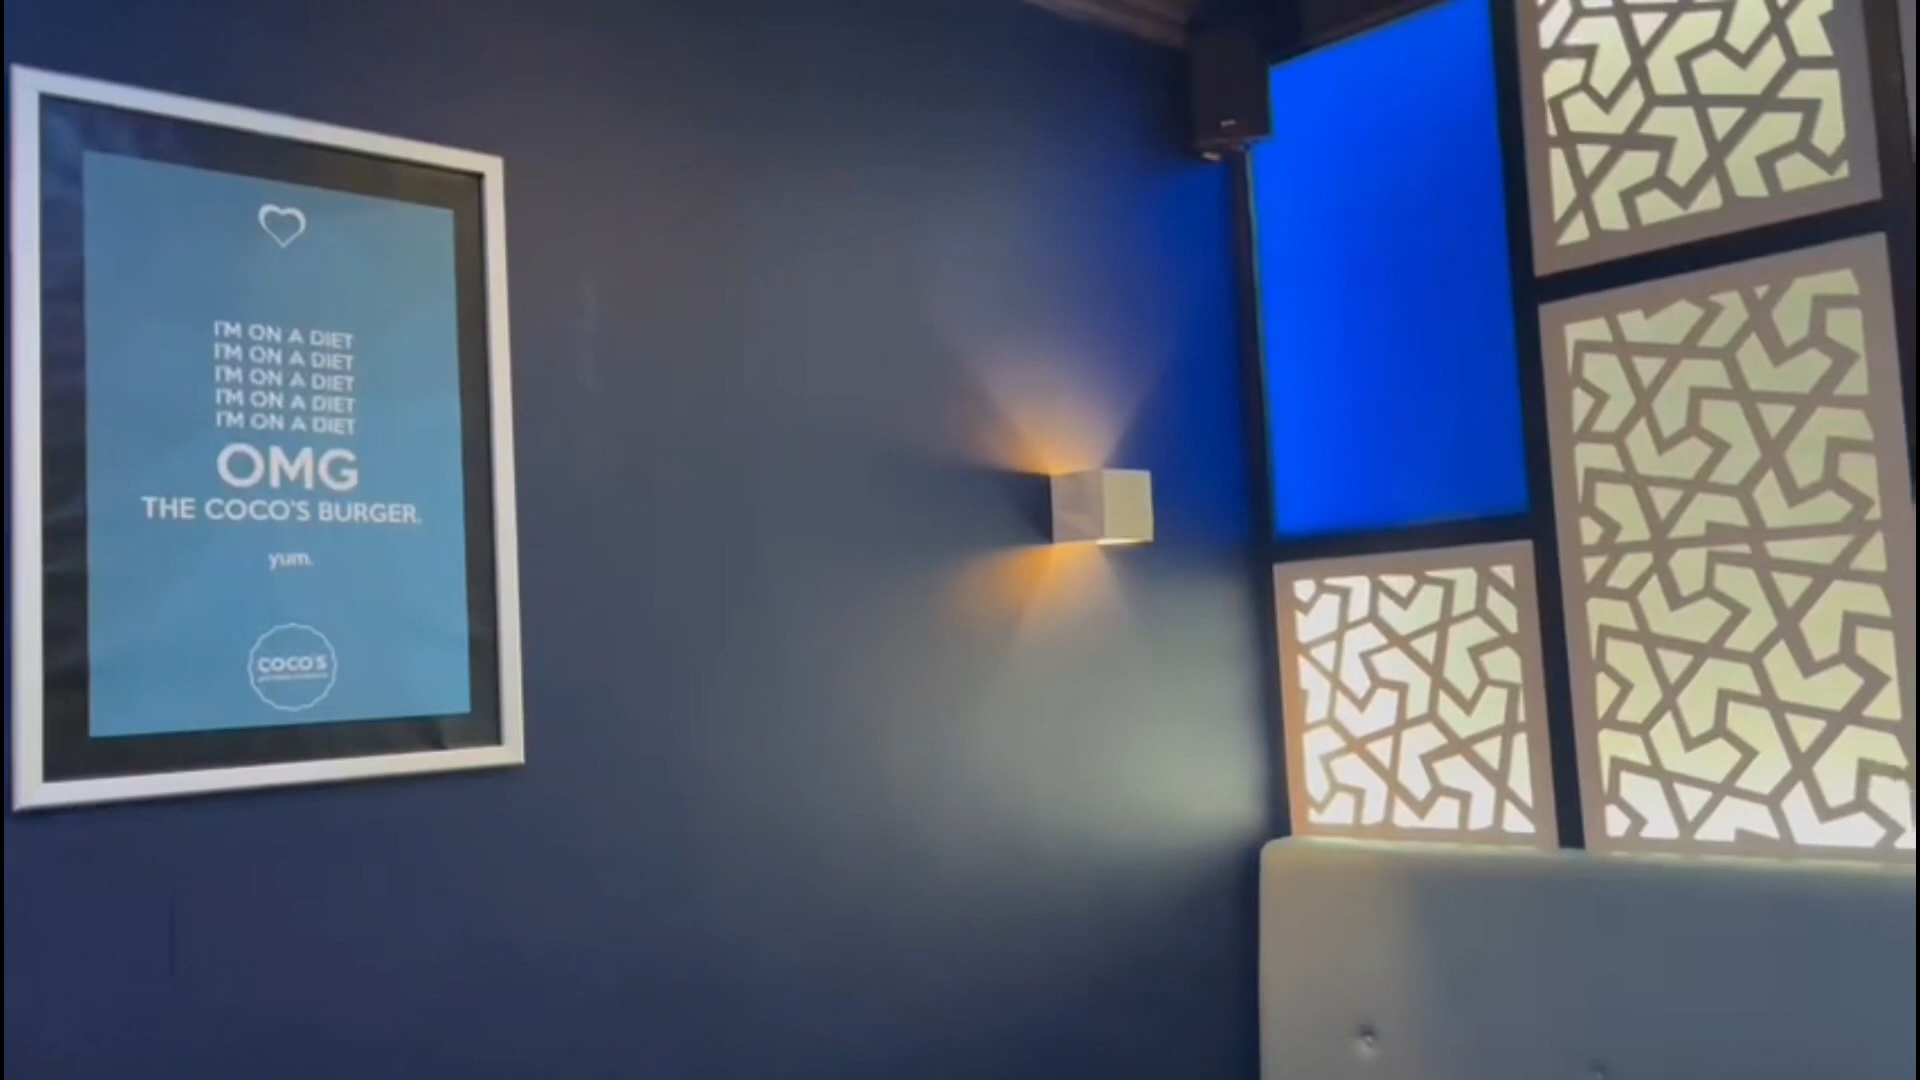 I'M ON A DIET
I'M ON A DIET
I'M ON A DIET
I'M ON A DIET
I'M ON A DIET
OMG
THE COCO'S BURGER.
yum.
COCO'S